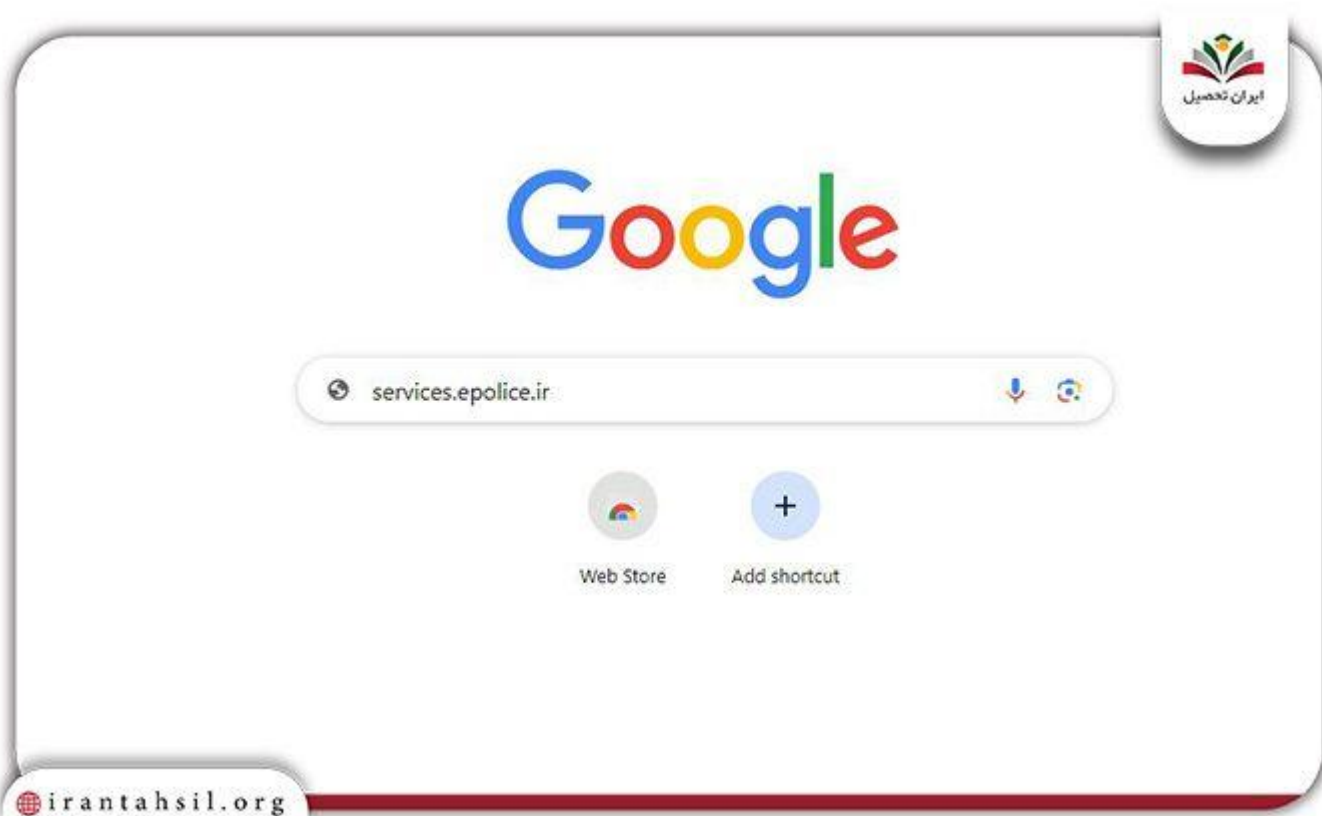 ایران تحصیل
Google
services.epolice.ir
Web Store
Add shortcut
irantahsil.org